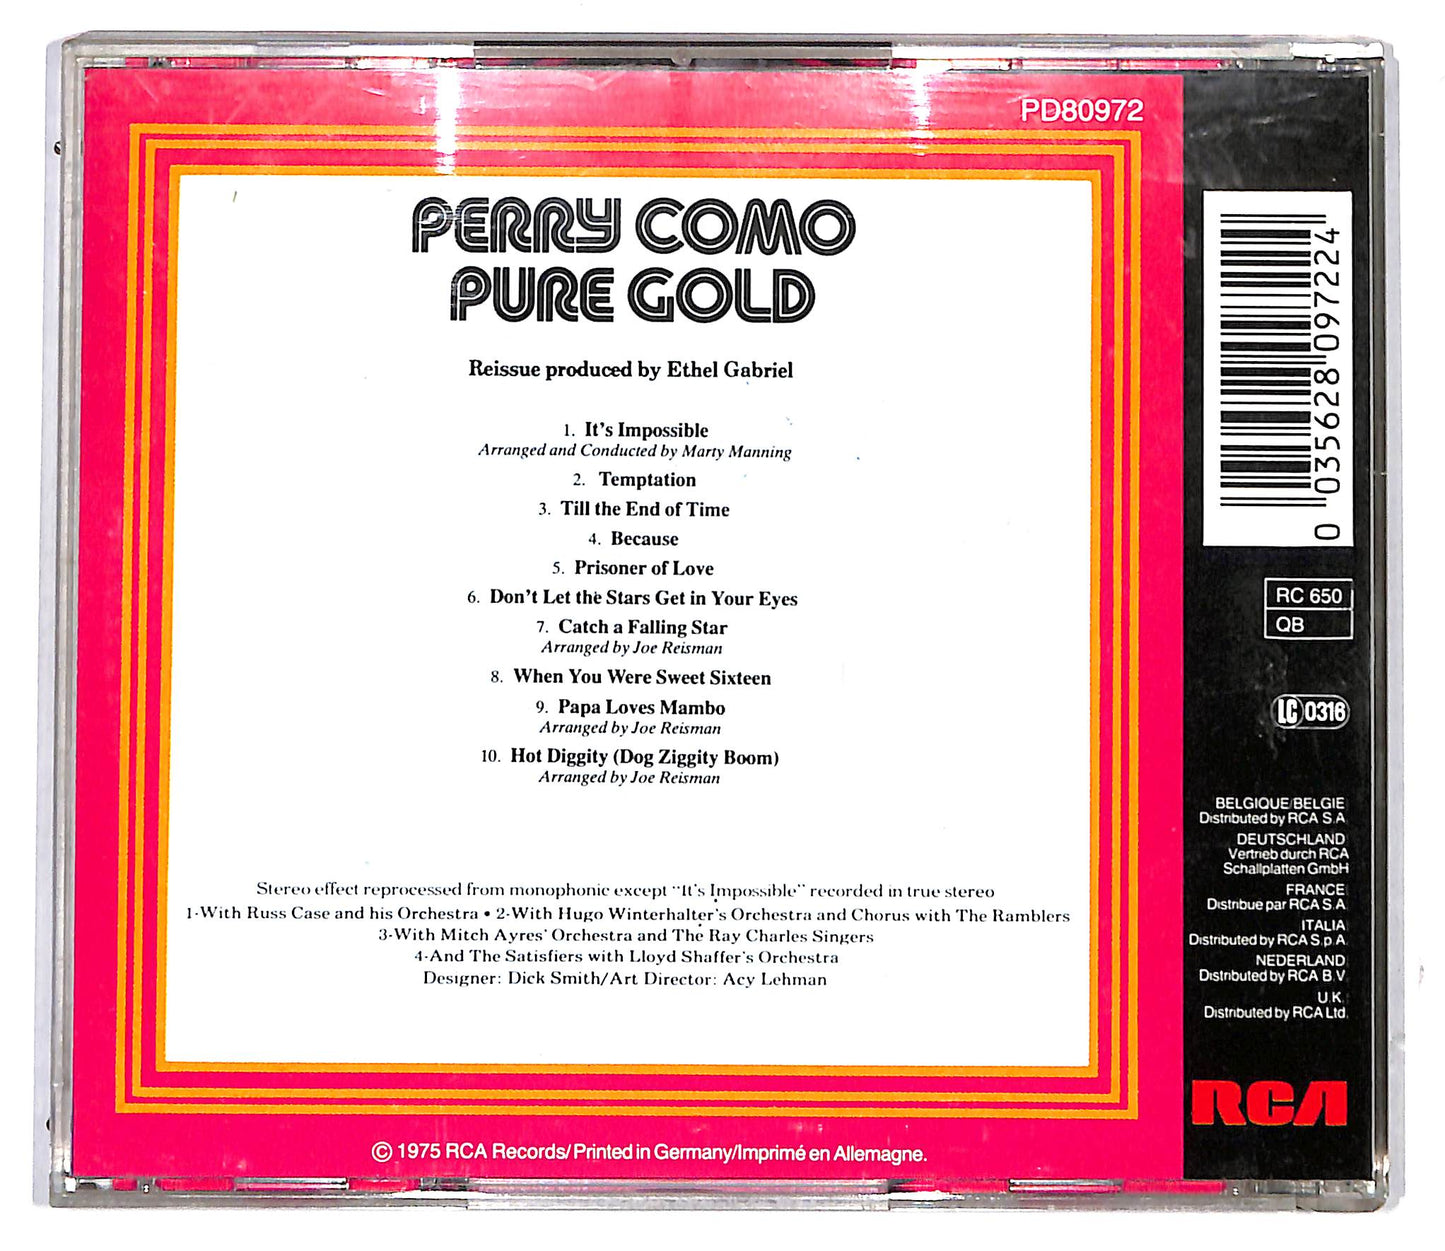 PD80972
PERRY COMO
PURE GOLD
Reissue produced by Ethel Gabriel
1. It's Impossible
Arranged and Conducted by Marty Manning
2. Temptation
3. Till the End of Time
4. Because
5. Prisoner of Love
6. Don't Let the Stars Get in Your Eyes
7. Catch a Falling Star
Arranged by Joe Reisman
8. When You Were Sweet Sixteen
9. Papa Loves Mambo
Arranged by Joe Reisman
10. Hot Diggity (Dog Ziggity Boom)
Arranged by Joe Reisman
Stereo effect reprocessed from monophonic except "It's Impossible" recorded in true stereo
1-With Russ Case and his Orchestra • 2-With Hugo Winterhalter's Orchestra and Chorus with The Ramblers
3-With Mitch Ayres' Orchestra and The Ray Charles Singers
4-And The Satisfiers with Lloyd Shaffer's Orchestra
Designer: Dick Smith/Art Director: Acy Lehman
© 1975 RCA Records/Printed in Germany/Imprimé en Allemagne.
0 035628 097224
RC 650
QB
LC 0316
BELGIQUE/BELGIE
Distributed by RCA S.A.
DEUTSCHLAND
Vertrieb durch RCA
Schallplatten GmbH
FRANCE
Distribue par RCA S.A.
ITALIA
Distributed by RCA S.p.A.
NEDERLAND
Distributed by RCA B.V.
U.K.
Distributed by RCA Ltd.
RCA